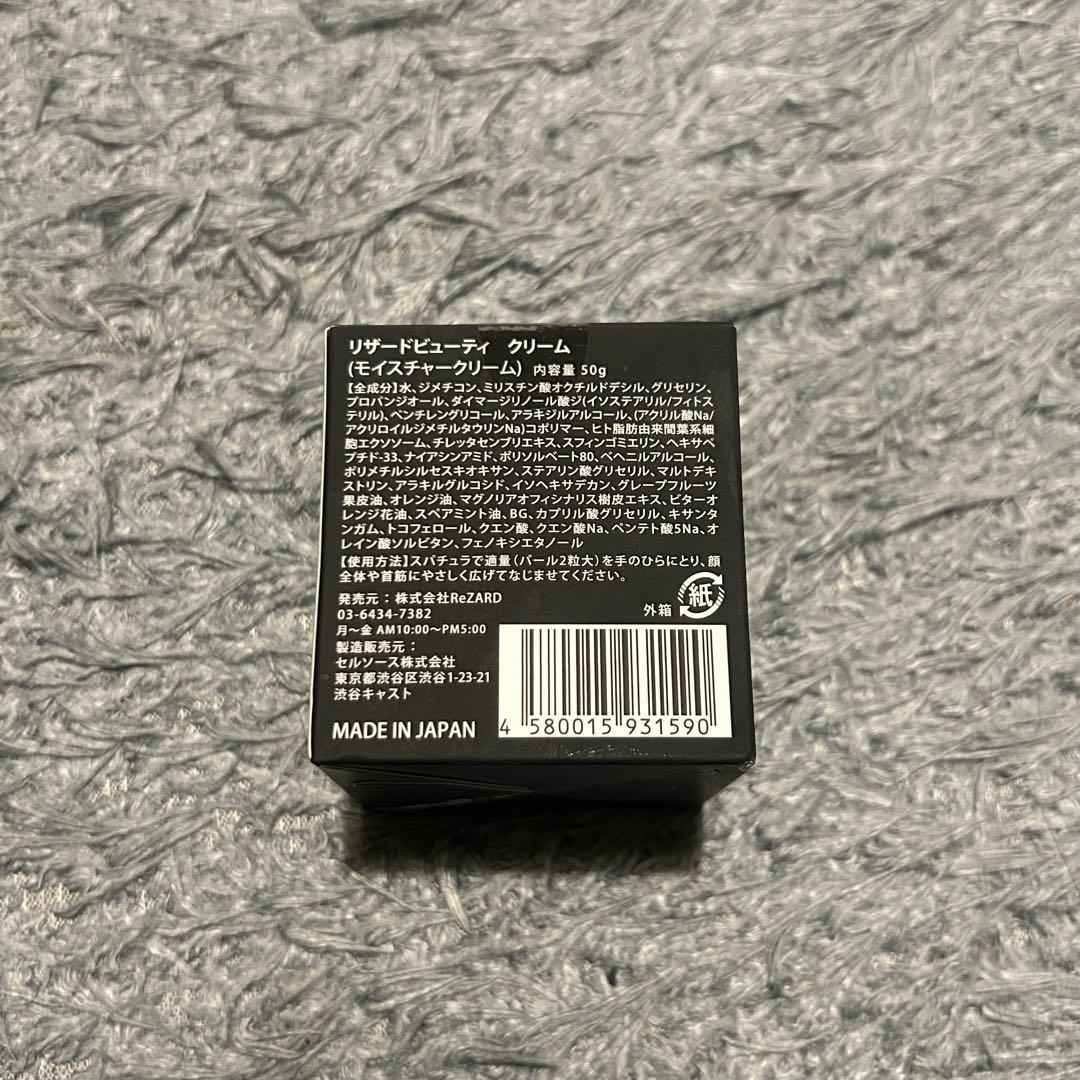 リザードビューティ　クリーム
(モイスチャークリーム) 内容量 50g
【全成分】水、ジメチコン、ミリスチン酸オクチルドデシル、グリセリン、
プロパンジオール、ダイマージリノール酸ジ(イソステアリル/フィトス
テリル)、ペンチレングリコール、アラキジルアルコール、(アクリル酸Na/
アクリロイルジメチルタウリンNa)コポリマー、ヒト脂肪由来間葉系細
胞エクソソーム、チレッタセンブリエキス、スフィンゴミエリン、ヘキサペ
プチド-33、ナイアシンアミド、ポリソルベート80、ベヘニルアルコール、
ポリメチルシルセスキオキサン、ステアリン酸グリセリル、マルトデキ
ストリン、アラキルグルコシド、イソヘキサデカン、グレープフルーツ
果皮油、オレンジ油、マグノリアオフィシナリス樹皮エキス、ビターオ
レンジ花油、スペアミント油、BG、カプリル酸グリセリル、キサンタ
ンガム、トコフェロール、クエン酸、クエン酸Na、ペンテト酸5Na、オ
レイン酸ソルビタン、フェノキシエタノール
【使用方法】スパチュラで適量(パール2粒大)を手のひらにとり、顔
全体や首筋にやさしく広げてなじませてください。
発売元：株式会社ReZARD
03-6434-7382
月～金 AM10:00～PM5:00
製造販売元：
セルソース株式会社
東京都渋谷区渋谷1-23-21
渋谷キャスト
MADE IN JAPAN
外箱 紙
4 580015 931590